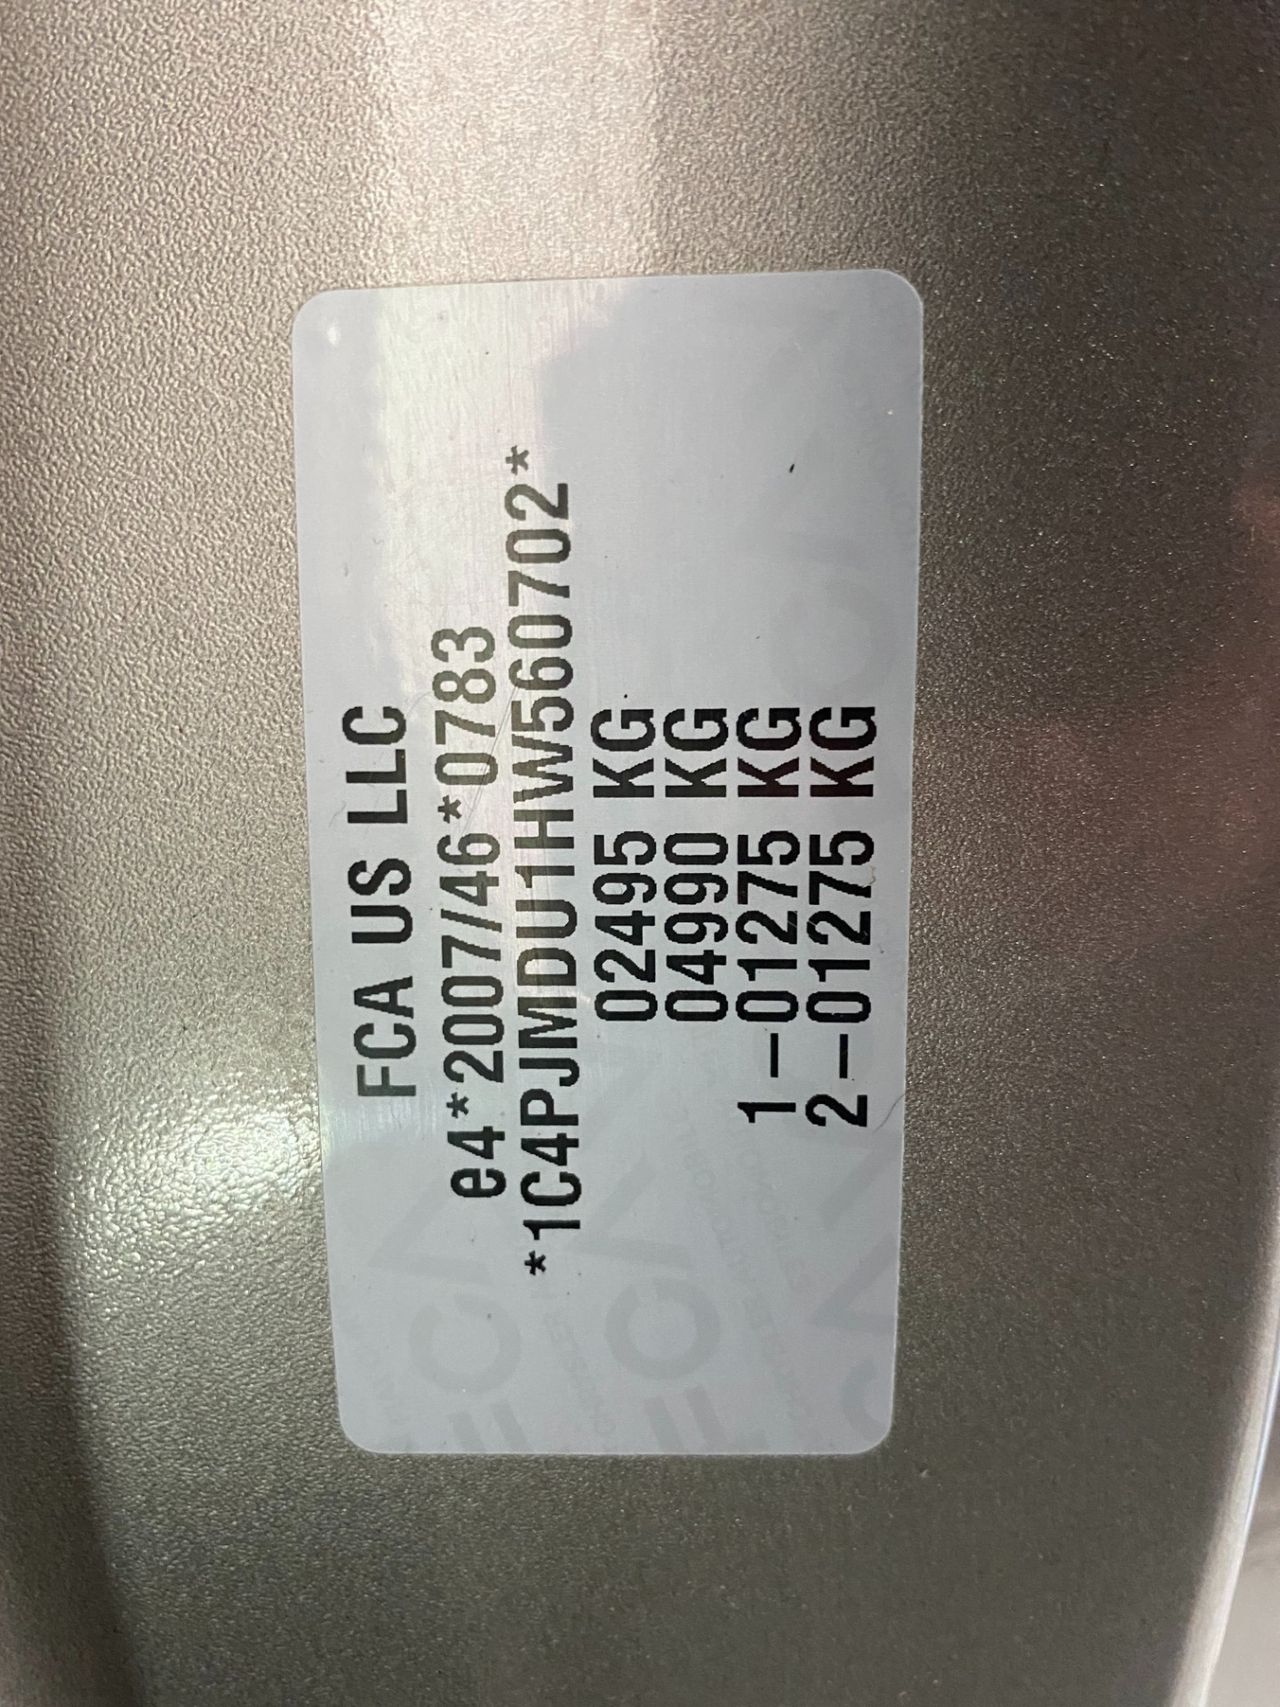 FCA US LLC
e4*2007/46*0783
*1C4PJMDU1HW560702*
02495 KG
04990 KG
1-01275 KG
2-01275 KG